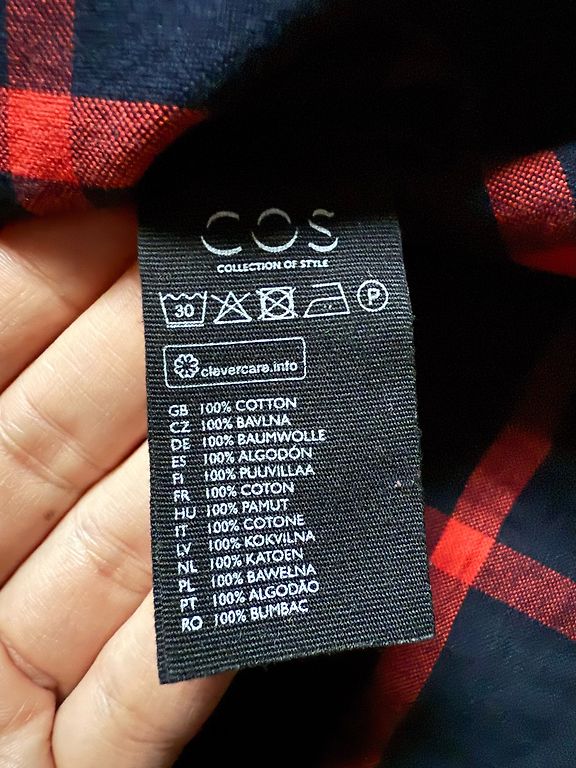 COS
COLLECTION OF STYLE
30 P
clevercare.info
GB 100% COTTON
CZ 100% BAVLNA
DE 100% BAUMWOLLE
ES 100% ALGODÓN
FI 100% PUUVILLAA
FR 100% COTON
HU 100% PAMUT
IT 100% COTONE
LV 100% KOKVILNA
NL 100% KATOEN
PL 100% BAWEŁNA
PT 100% ALGODÃO
RO 100% BUMBAC